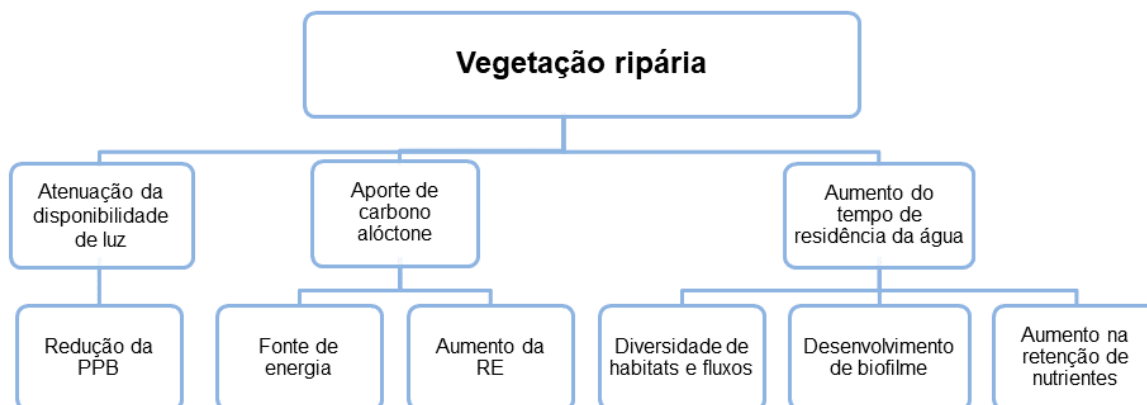 Vegetação ripária
Atenuação da
disponibilidade
de luz
Aporte de
carbono
alóctone
Aumento do
tempo de
residência da água
Redução da
PPB
Fonte de
energia
Aumento da
RE
Diversidade de
habitats e fluxos
Desenvolvimento
de biofilme
Aumento na
retenção de
nutrientes